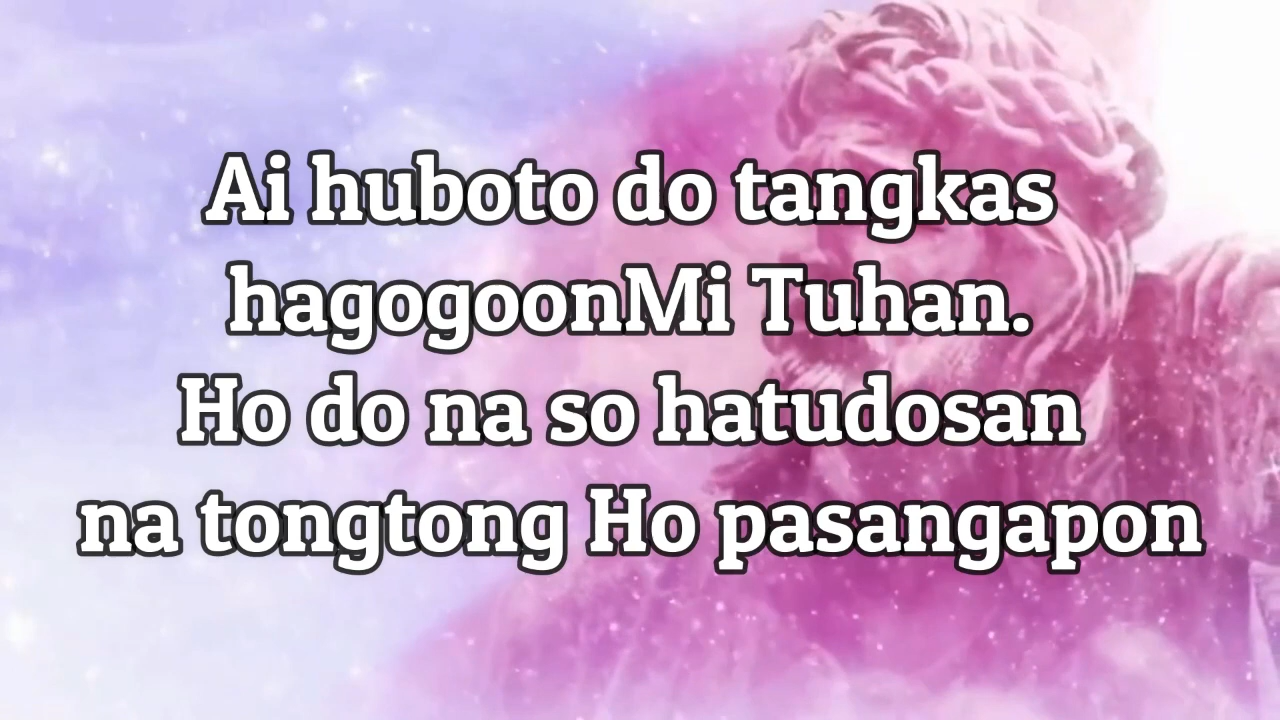 Ai huboto do tangkas
hagogoonMi Tuhan.
Ho do na so hatudosan
na tongtong Ho pasangapon